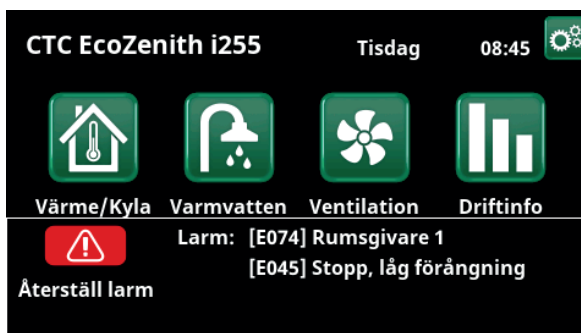 CTC EcoZenith i255 Tisdag 08:45
Värme/Kyla Varmvatten Ventilation Driftinfo
Larm: [E074] Rumsgivare 1
[E045] Stopp, låg förångning
Återställ larm